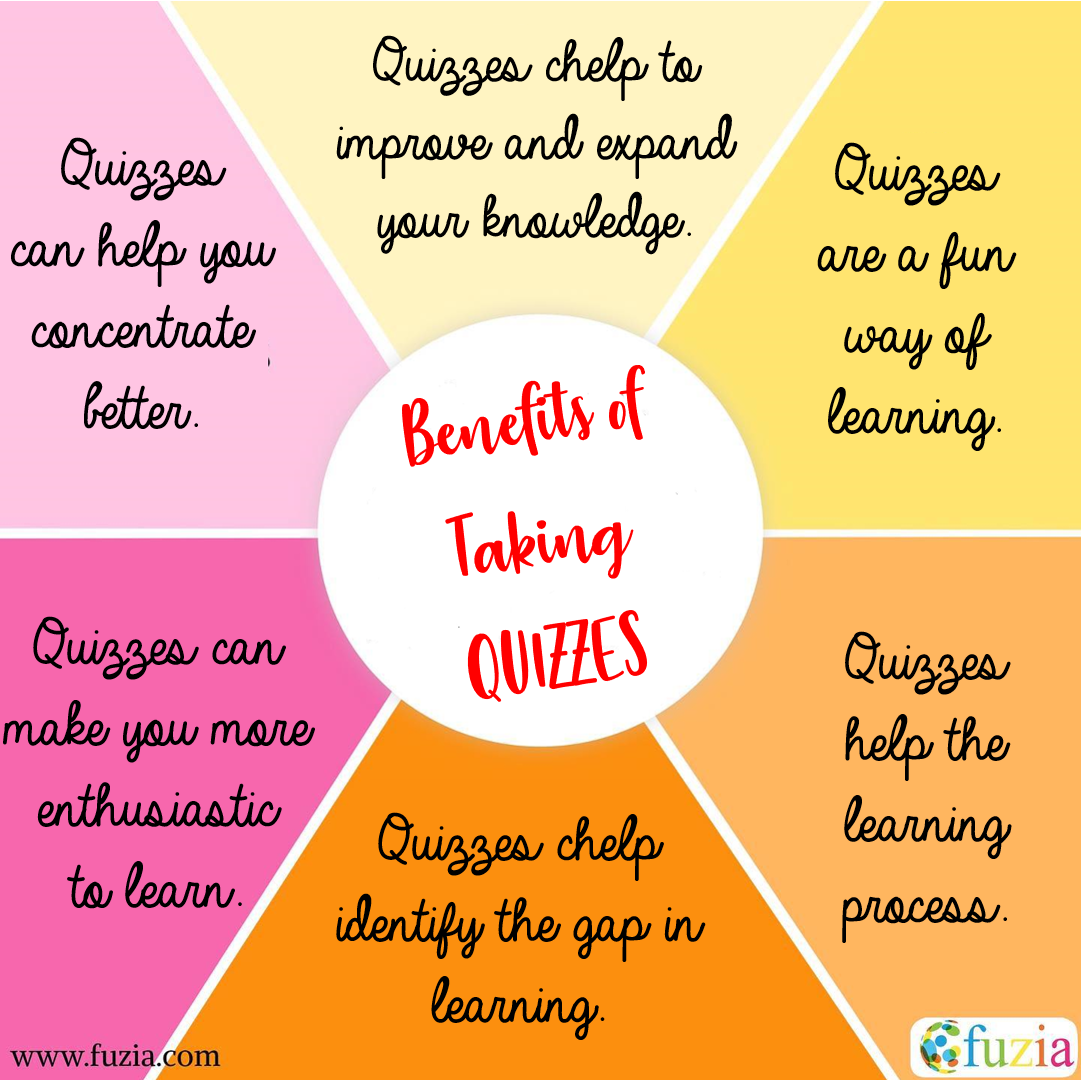 Quizzes chelp to
improve and expand
your knowledge.
Quizzes
can help you
concentrate
better.
Quizzes
are a fun
way of
learning.
Benefits of
Taking
QUIZZES
Quizzes can
make you more
enthusiastic
to learn.
Quizzes
help the
learning
process.
Quizzes chelp
identify the gap in
learning.
www.fuzia.com
fuzia